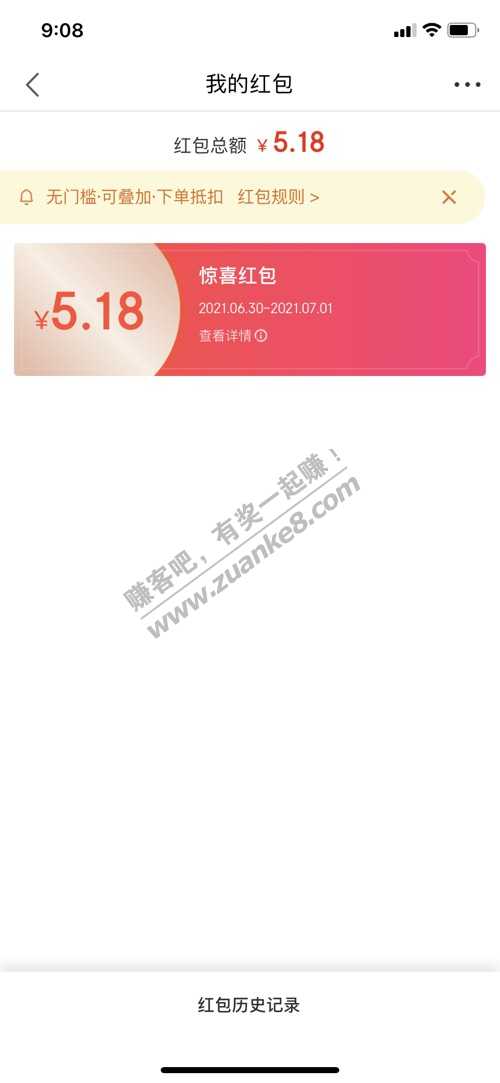 9:08
我的红包
红包总额 ¥5.18
无门槛·可叠加·下单抵扣 红包规则 >
¥5.18
惊喜红包
2021.06.30-2021.07.01
查看详情
赚客吧，有奖一起赚！
www.zuanke8.com
红包历史记录